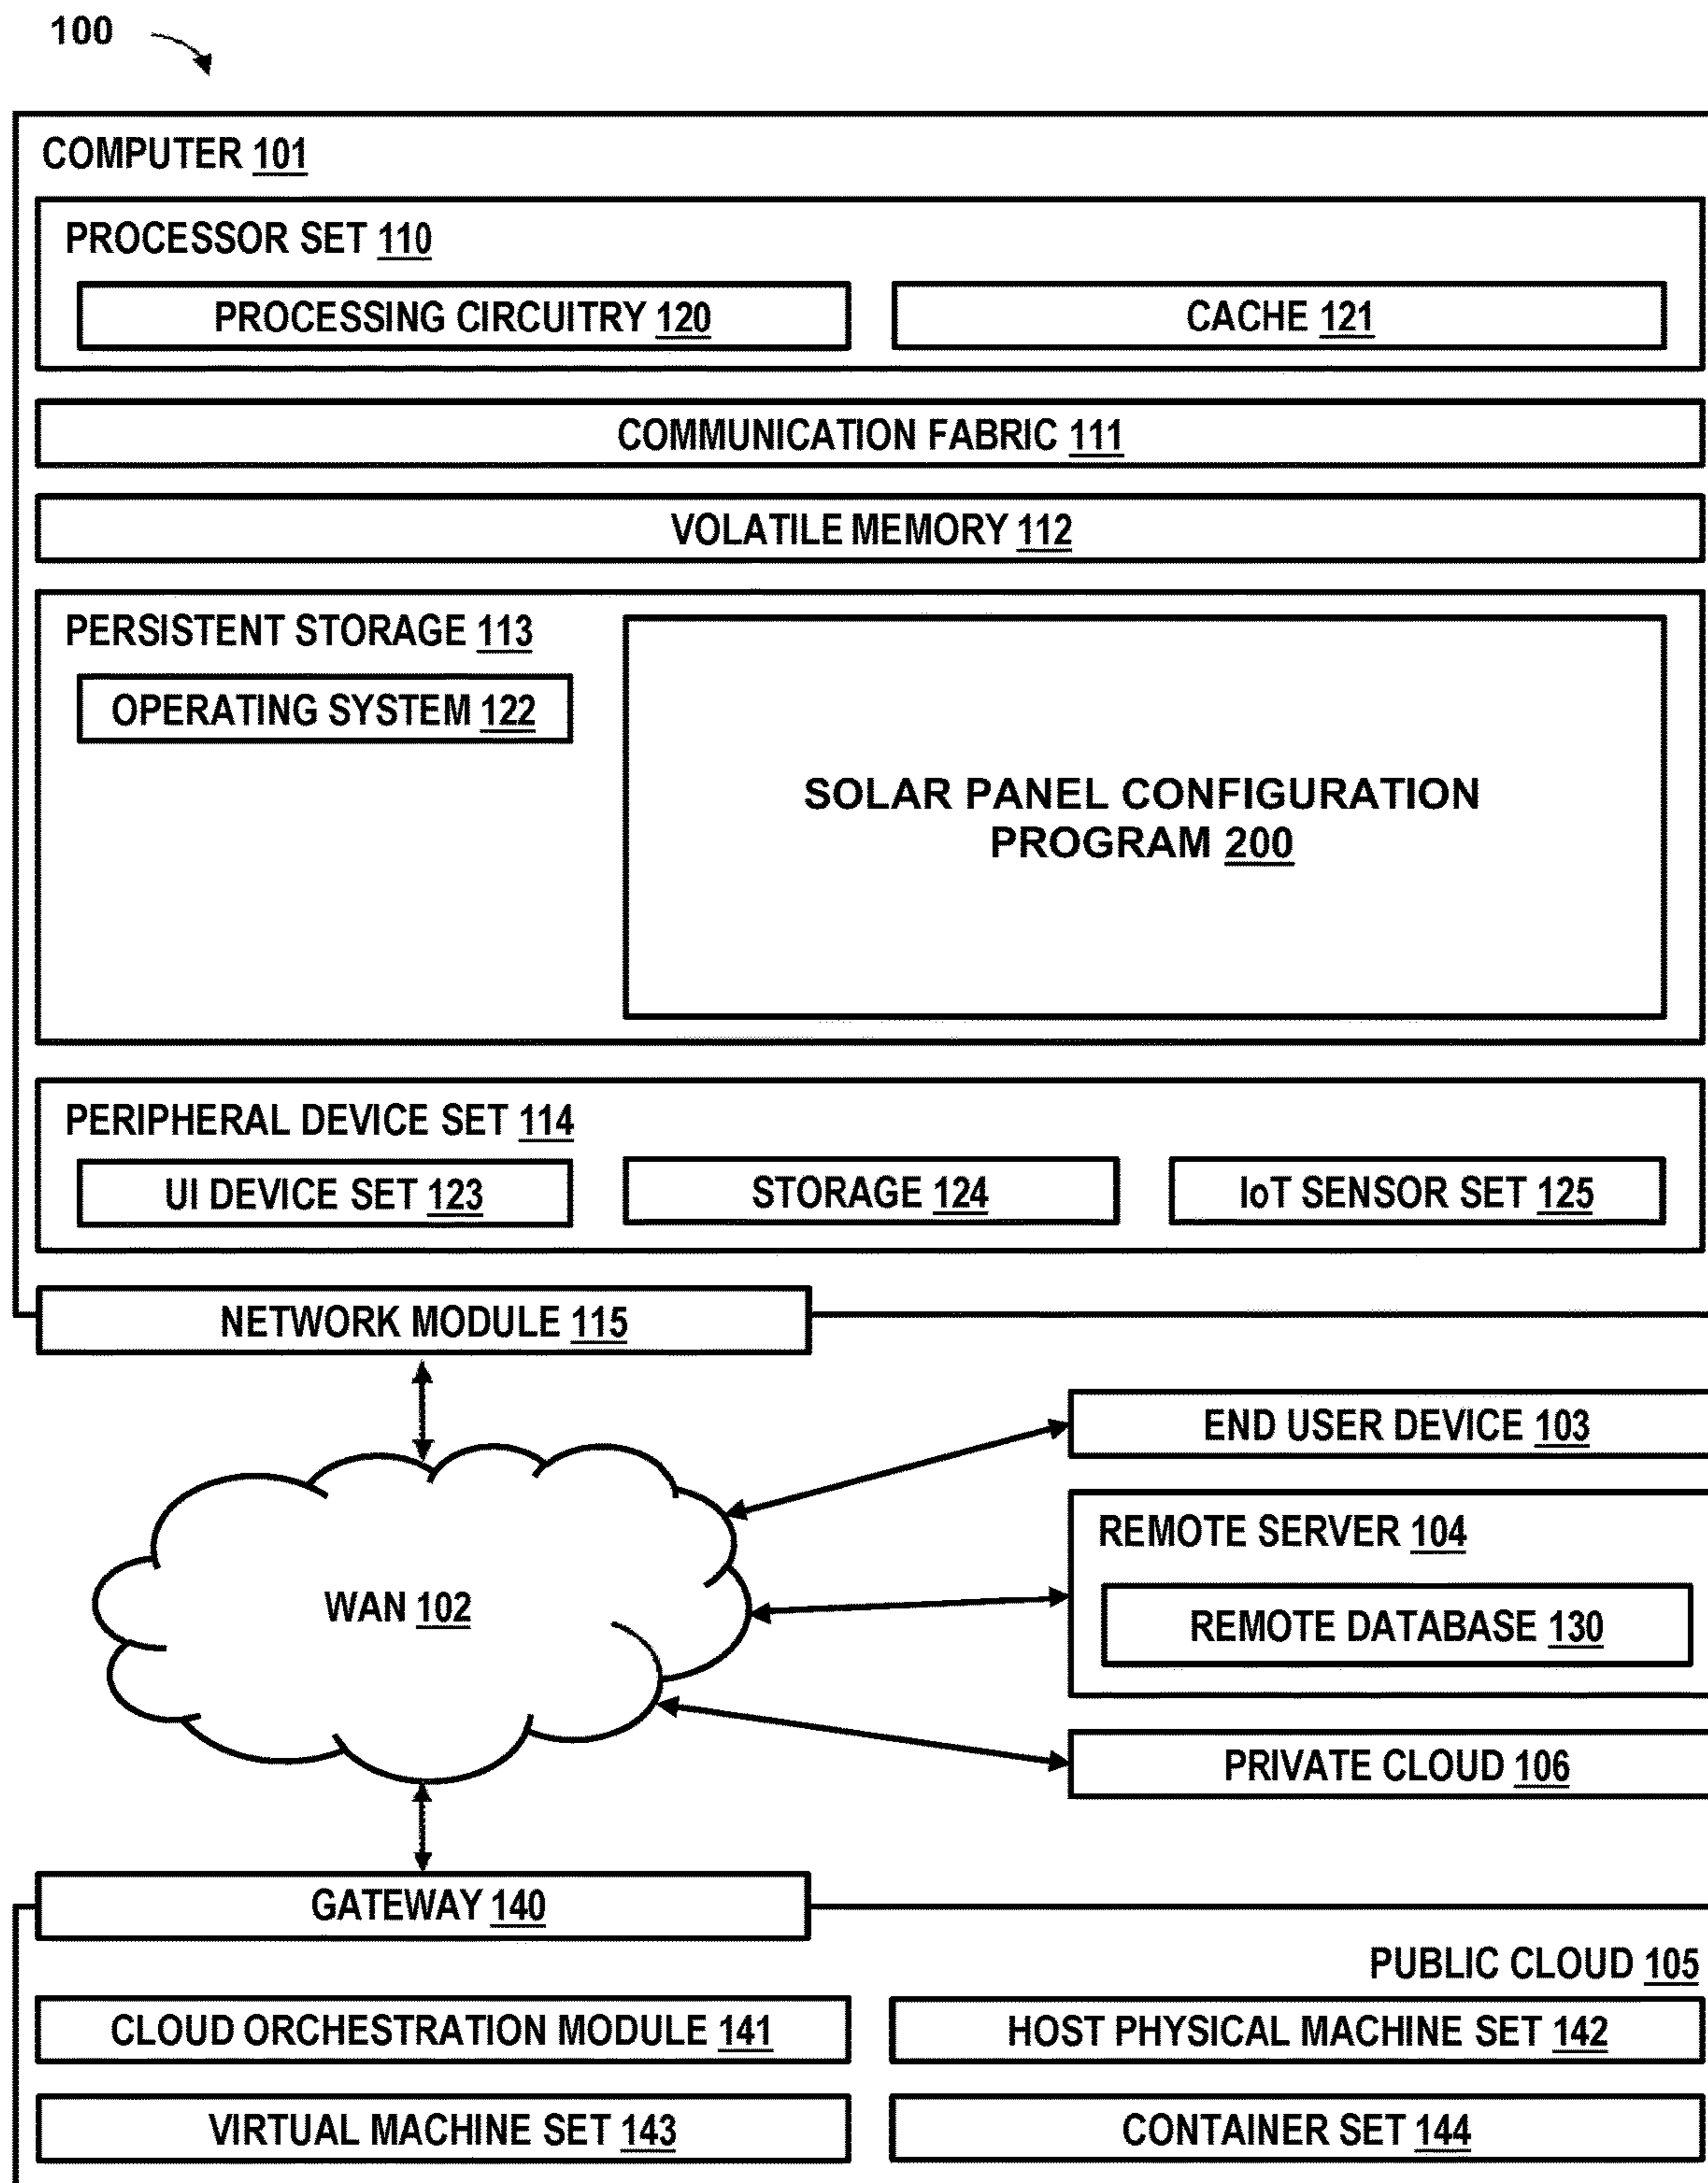 100
COMPUTER 101
PROCESSOR SET 110
PROCESSING CIRCUITRY 120
CACHE 121
COMMUNICATION FABRIC 111
VOLATILE MEMORY 112
PERSISTENT STORAGE 113
OPERATING SYSTEM 122
SOLAR PANEL CONFIGURATION
PROGRAM 200
PERIPHERAL DEVICE SET 114
UI DEVICE SET 123
STORAGE 124
IoT SENSOR SET 125
NETWORK MODULE 115
END USER DEVICE 103
REMOTE SERVER 104
WAN 102
REMOTE DATABASE 130
PRIVATE CLOUD 106
GATEWAY 140
PUBLIC CLOUD 105
CLOUD ORCHESTRATION MODULE 141
HOST PHYSICAL MACHINE SET 142
VIRTUAL MACHINE SET 143
CONTAINER SET 144